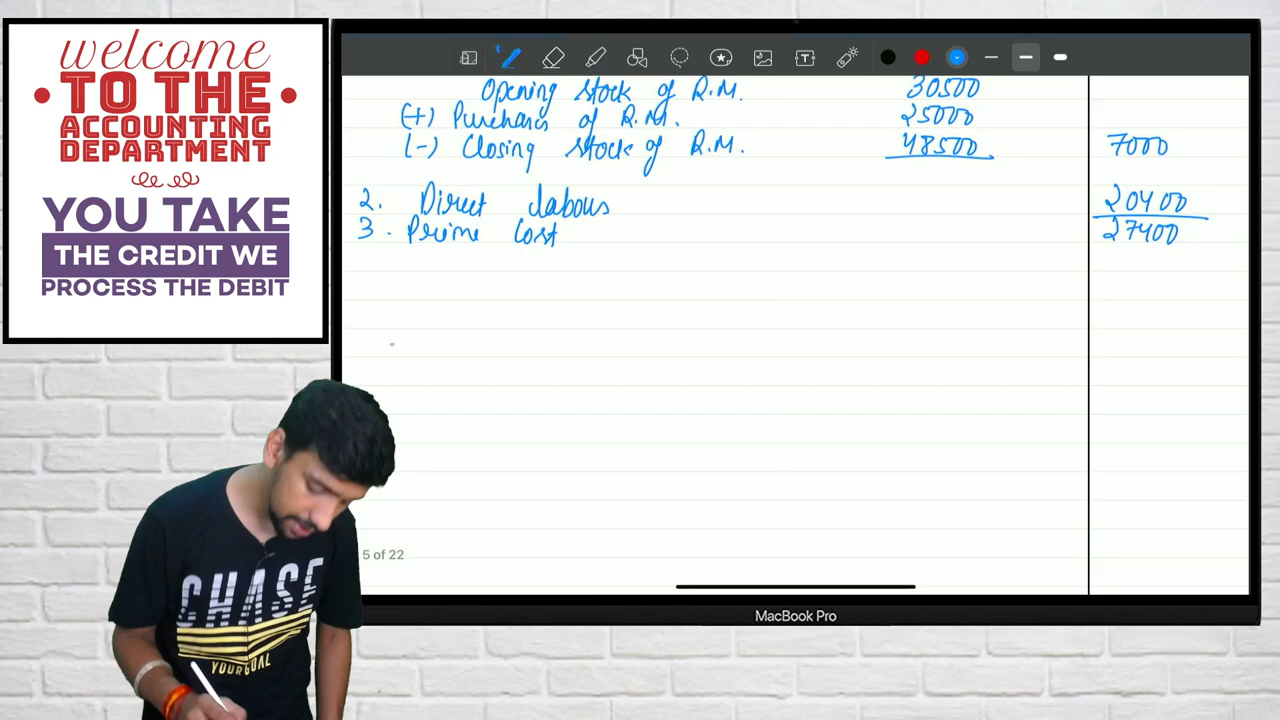 welcome
TO THE
ACCOUNTING
DEPARTMENT
YOU TAKE
THE CREDIT WE
PROCESS THE DEBIT
Opening stock of R.M. 30500
(+) Purchases of R.M. 25000
(-) Closing stock of R.M. 48500 7000
2. Direct labour 20400
3. Prime Cost 27400
5 of 22
MacBook Pro
CHASE
YOUR GOAL